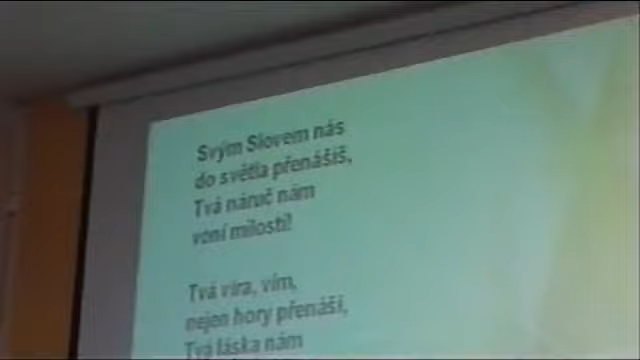 Svým Slovem nás
do světla přenášíš,
Tvá náruč nám
voní milostí!
Tvá víra, vím,
nejen hory přenáší,
Tvá láska nám